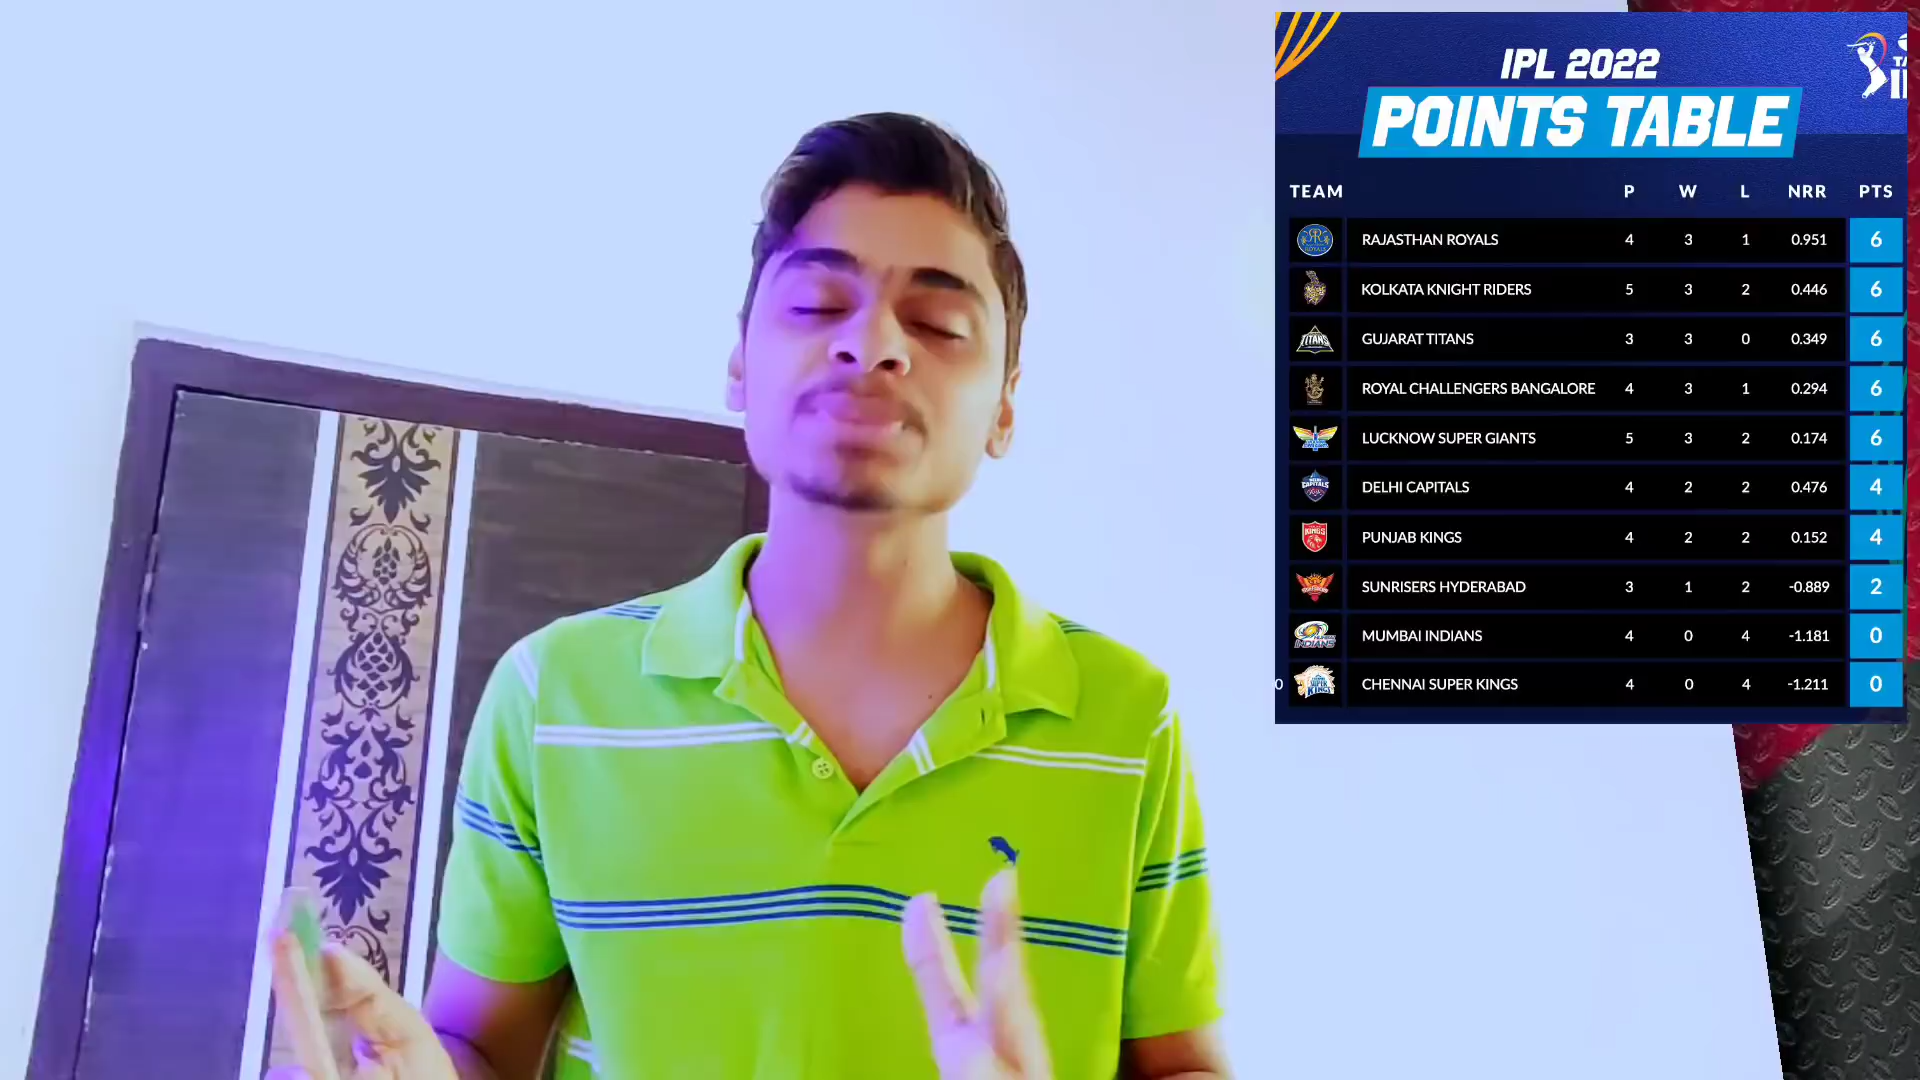 IPL 2022
POINTS TABLE
TEAM P W L NRR PTS
RAJASTHAN ROYALS 4 3 1 0.951 6
KOLKATA KNIGHT RIDERS 5 3 2 0.446 6
GUJARAT TITANS 3 3 0 0.349 6
ROYAL CHALLENGERS BANGALORE 4 3 1 0.294 6
LUCKNOW SUPER GIANTS 5 3 2 0.174 6
DELHI CAPITALS 4 2 2 0.476 4
PUNJAB KINGS 4 2 2 0.152 4
SUNRISERS HYDERABAD 3 1 2 -0.889 2
MUMBAI INDIANS 4 0 4 -1.181 0
0 CHENNAI SUPER KINGS 4 0 4 -1.211 0